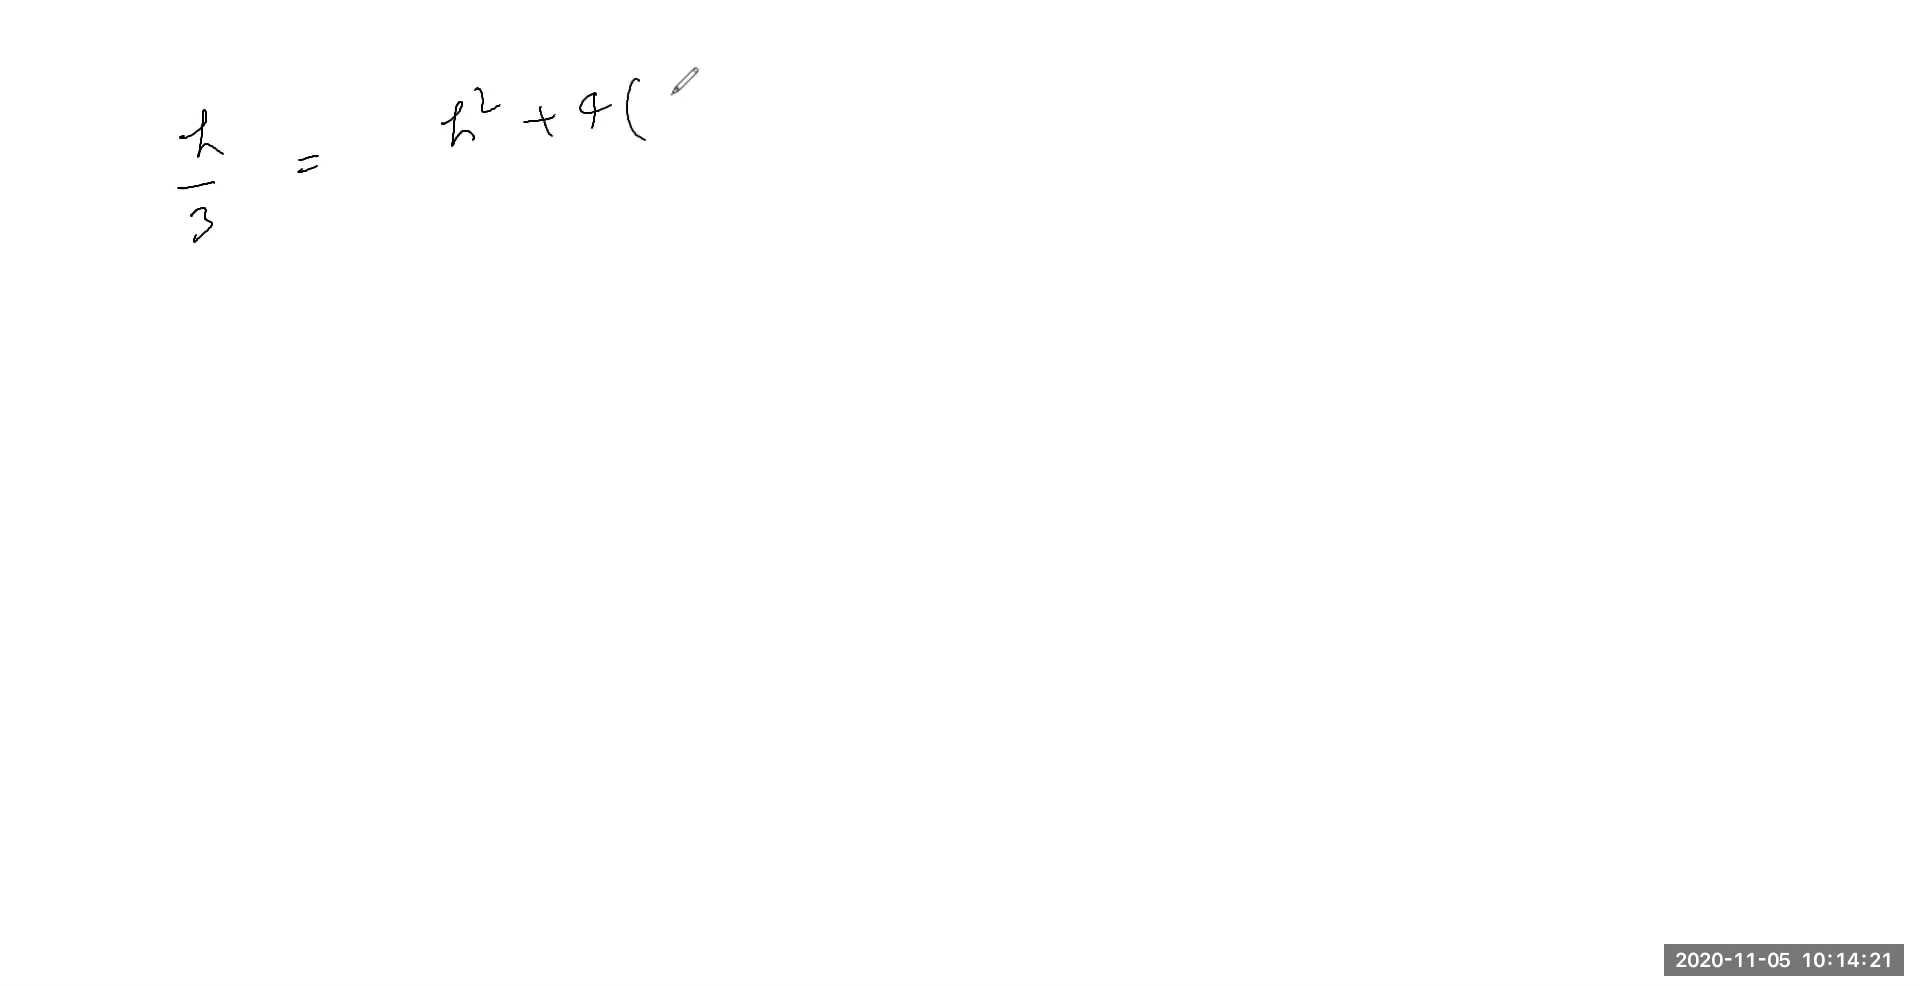 h/3 = h² + 4(
2020-11-05 10:14:21